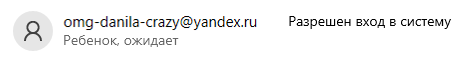 omg-danila-crazy@yandex.ru Разрешен вход в систему
Ребенок, ожидает